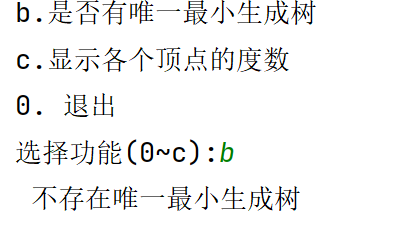 b.是否有唯一最小生成树
c.显示各个顶点的度数
0. 退出
选择功能(0~c):b
不存在唯一最小生成树